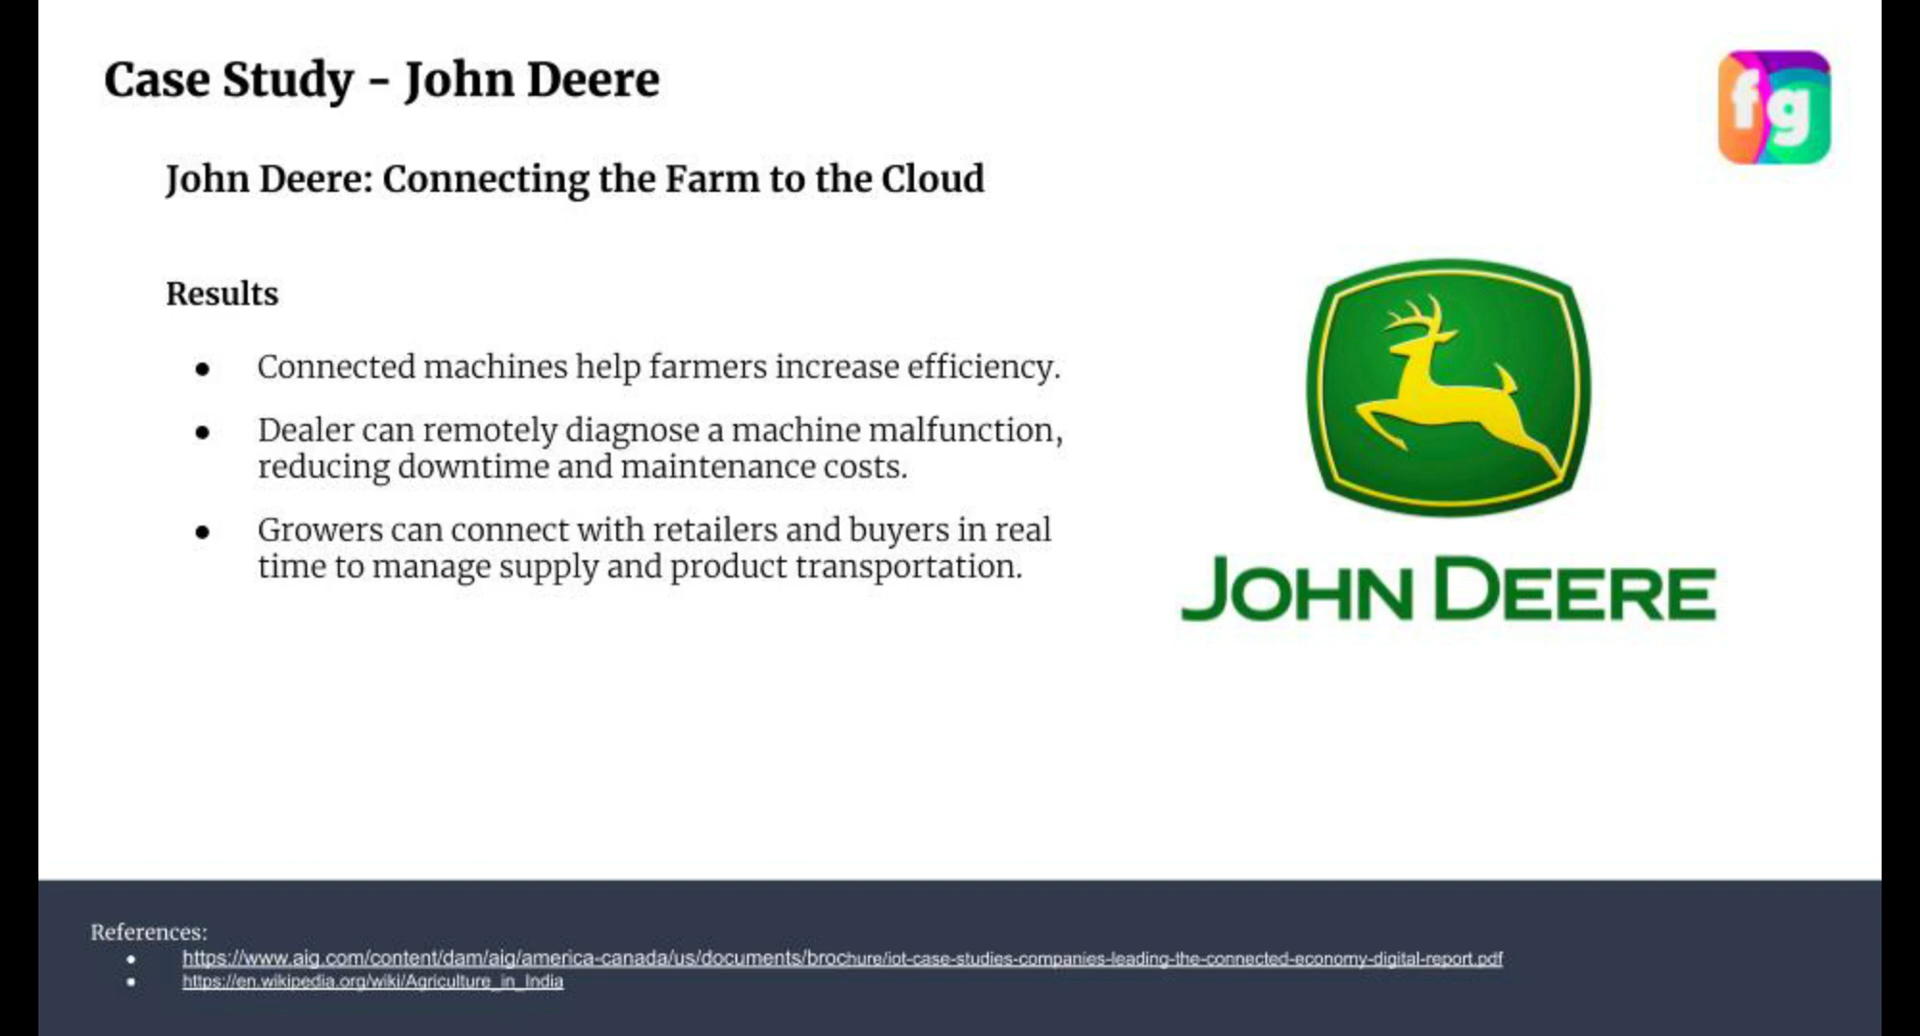 Case Study - John Deere
fg
John Deere: Connecting the Farm to the Cloud
Results
● Connected machines help farmers increase efficiency.
● Dealer can remotely diagnose a machine malfunction,
reducing downtime and maintenance costs.
● Growers can connect with retailers and buyers in real
time to manage supply and product transportation.
JOHN DEERE
References:
● https://www.aig.com/content/dam/aig/america-canada/us/documents/brochure/iot-case-studies-companies-leading-the-connected-economy-digital-report.pdf
● https://en.wikipedia.org/wiki/Agriculture_in_India